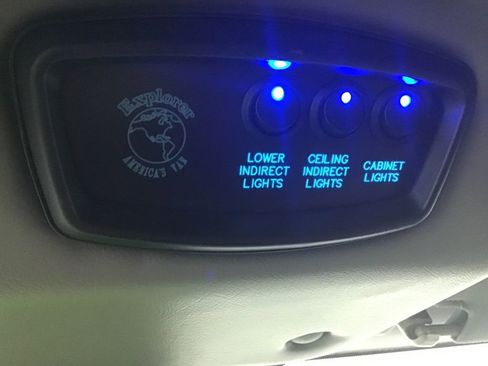 Explorer
AMERICA'S VAN
LOWER
INDIRECT
LIGHTS
CEILING
INDIRECT
LIGHTS
CABINET
LIGHTS